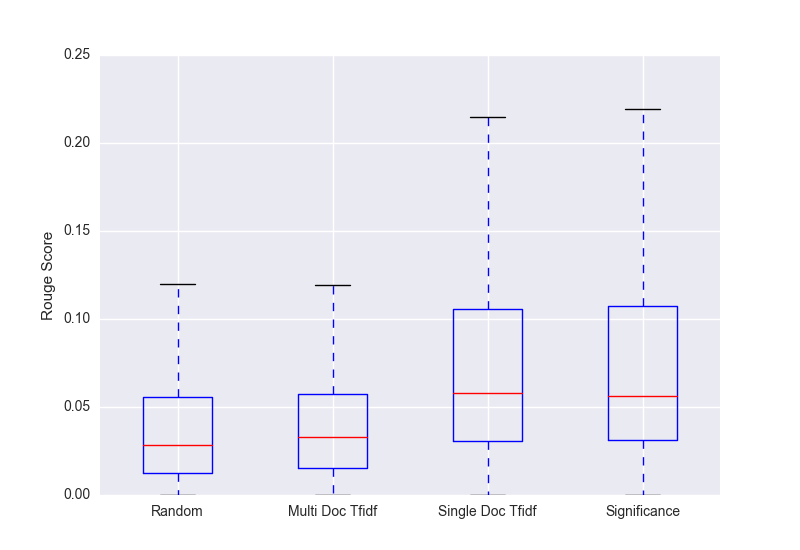 0.25
0.20
0.15
0.10
0.05
0.00
Rouge Score
Random
Multi Doc Tfidf
Single Doc Tfidf
Significance